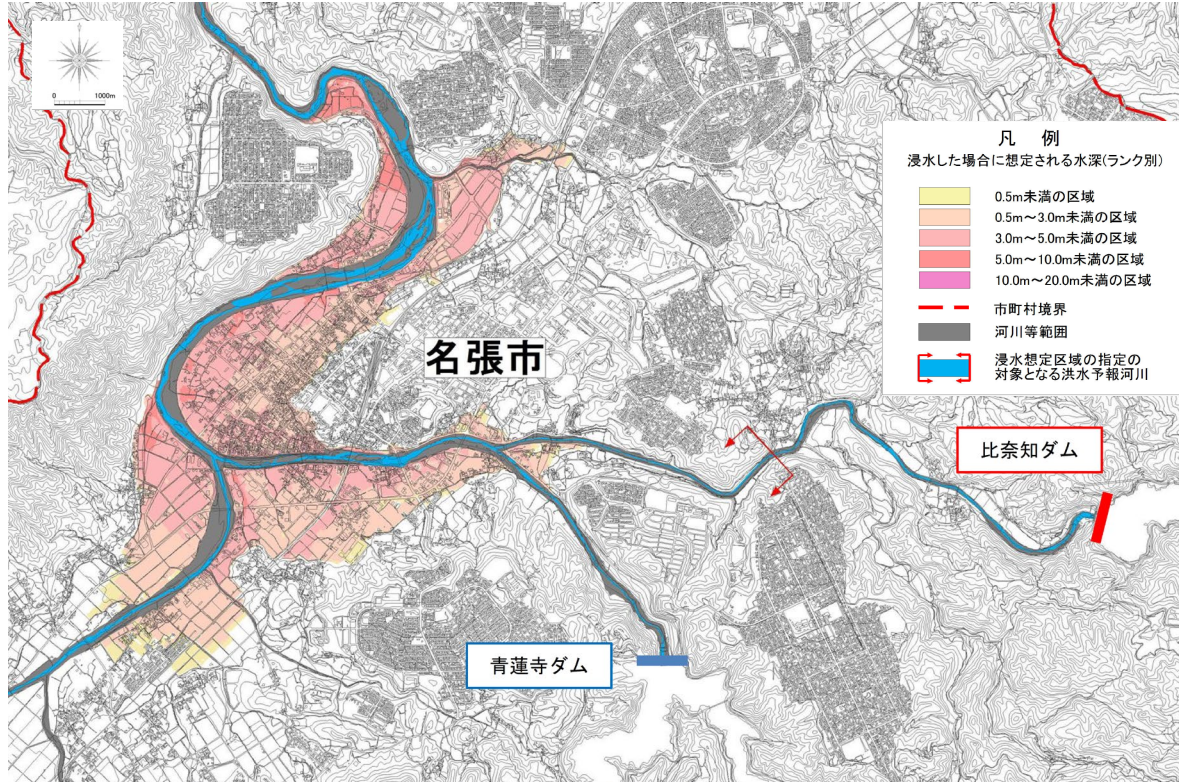 0 1000m
凡 例
浸水した場合に想定される水深(ランク別)
0.5m未満の区域
0.5m～3.0m未満の区域
3.0m～5.0m未満の区域
5.0m～10.0m未満の区域
10.0m～20.0m未満の区域
市町村境界
河川等範囲
浸水想定区域の指定の
対象となる洪水予報河川
名張市
比奈知ダム
青蓮寺ダム